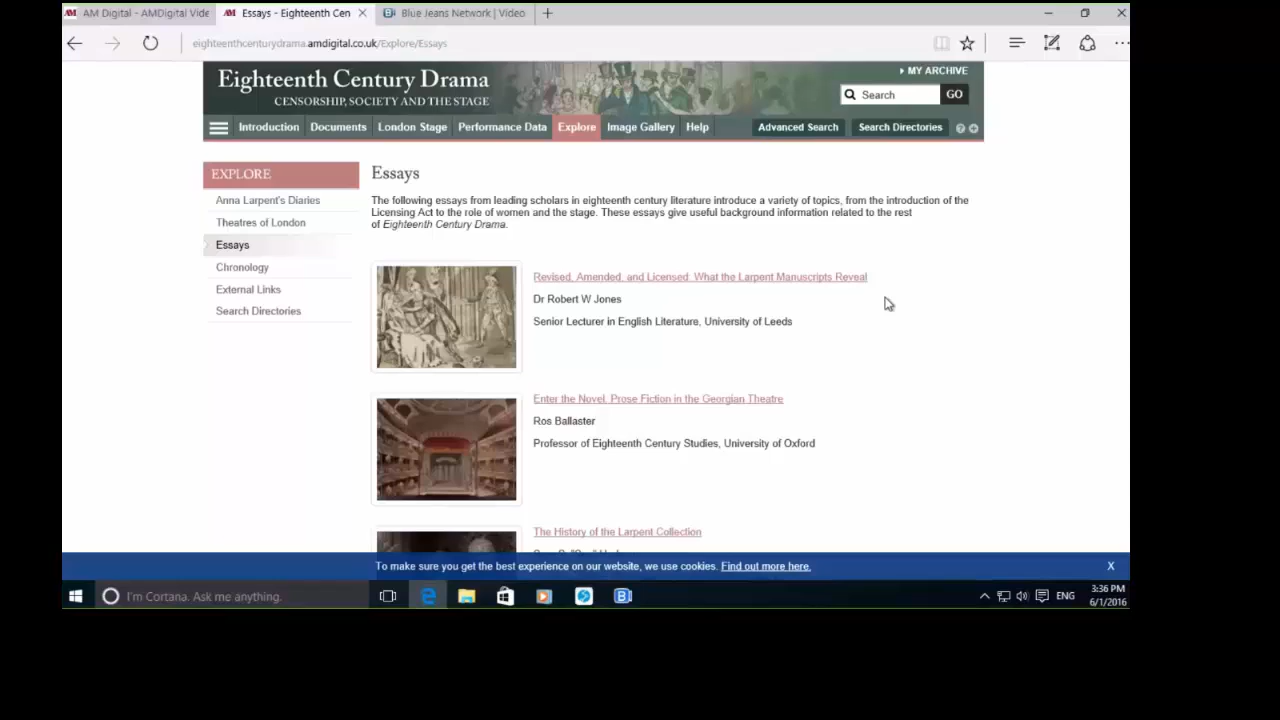 AM Digital - AMDigital Vide
Essays - Eighteenth Cen
Blue Jeans Network | Video
eighteenthcenturydrama.amdigital.co.uk/Explore/Essays
Eighteenth Century Drama
CENSORSHIP, SOCIETY AND THE STAGE
MY ARCHIVE
Search
GO
Introduction
Documents
London Stage
Performance Data
Explore
Image Gallery
Help
Advanced Search
Search Directories
EXPLORE
Anna Larpent's Diaries
Theatres of London
Essays
Chronology
External Links
Search Directories
Essays
The following essays from leading scholars in eighteenth century literature introduce a variety of topics, from the introduction of the
Licensing Act to the role of women and the stage. These essays give useful background information related to the rest
of Eighteenth Century Drama.
Revised, Amended, and Licensed: What the Larpent Manuscripts Reveal
Dr Robert W Jones
Senior Lecturer in English Literature, University of Leeds
Enter the Novel. Prose Fiction in the Georgian Theatre
Ros Ballaster
Professor of Eighteenth Century Studies, University of Oxford
The History of the Larpent Collection
To make sure you get the best experience on our website, we use cookies. Find out more here.
X
I'm Cortana. Ask me anything.
ENG
3:36 PM
6/1/2016